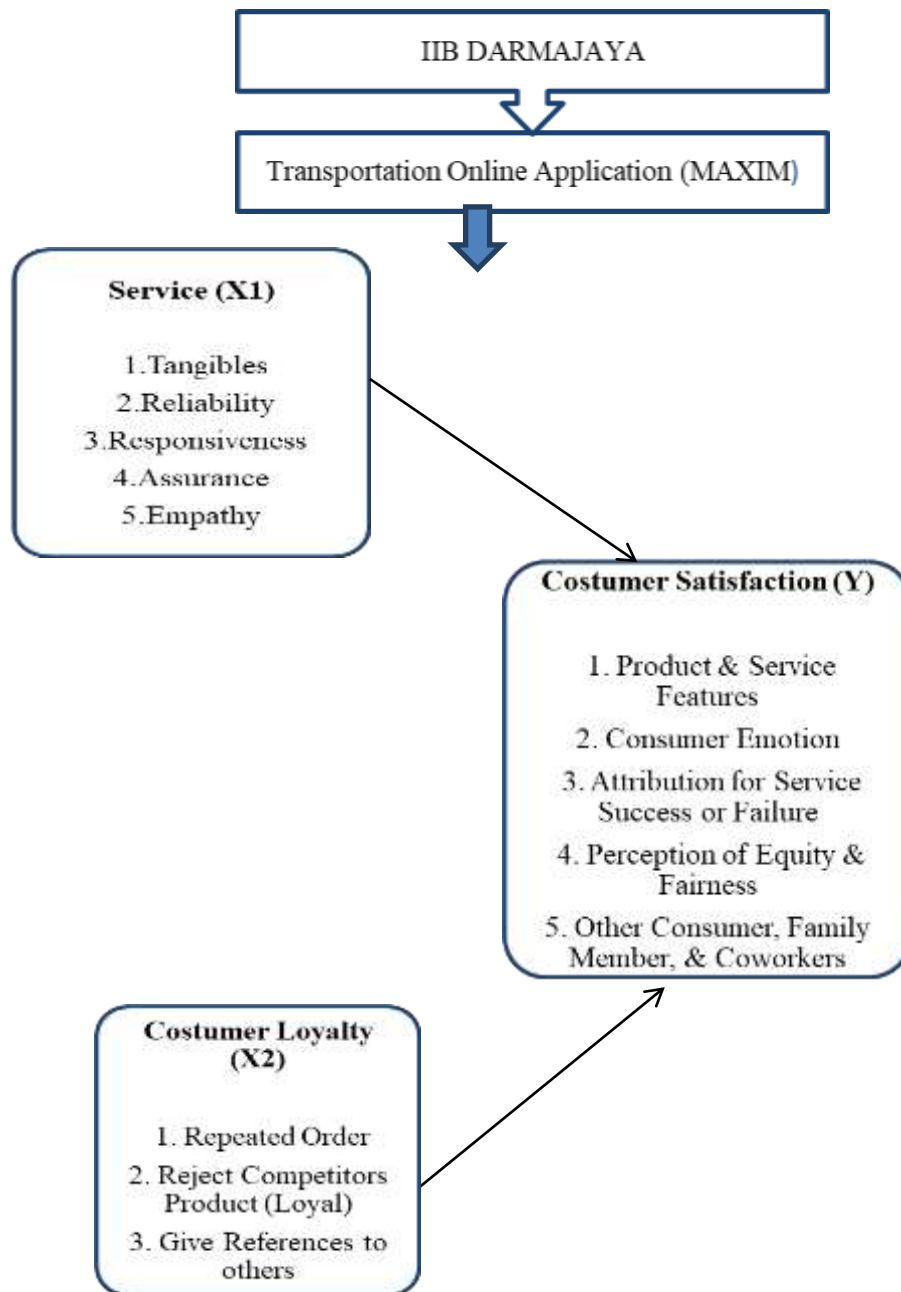 IIB DARMAJAYA
Transportation Online Application (MAXIM)
Service (X1)
1.Tangibles
2.Reliability
3.Responsiveness
4.Assurance
5.Empathy
Costumer Satisfaction (Y)
1. Product & Service
Features
2. Consumer Emotion
3. Attribution for Service
Success or Failure
4. Perception of Equity &
Fairness
5. Other Consumer, Family
Member, & Coworkers
Costumer Loyalty
(X2)
1. Repeated Order
2. Reject Competitors
Product (Loyal)
3. Give References to
others